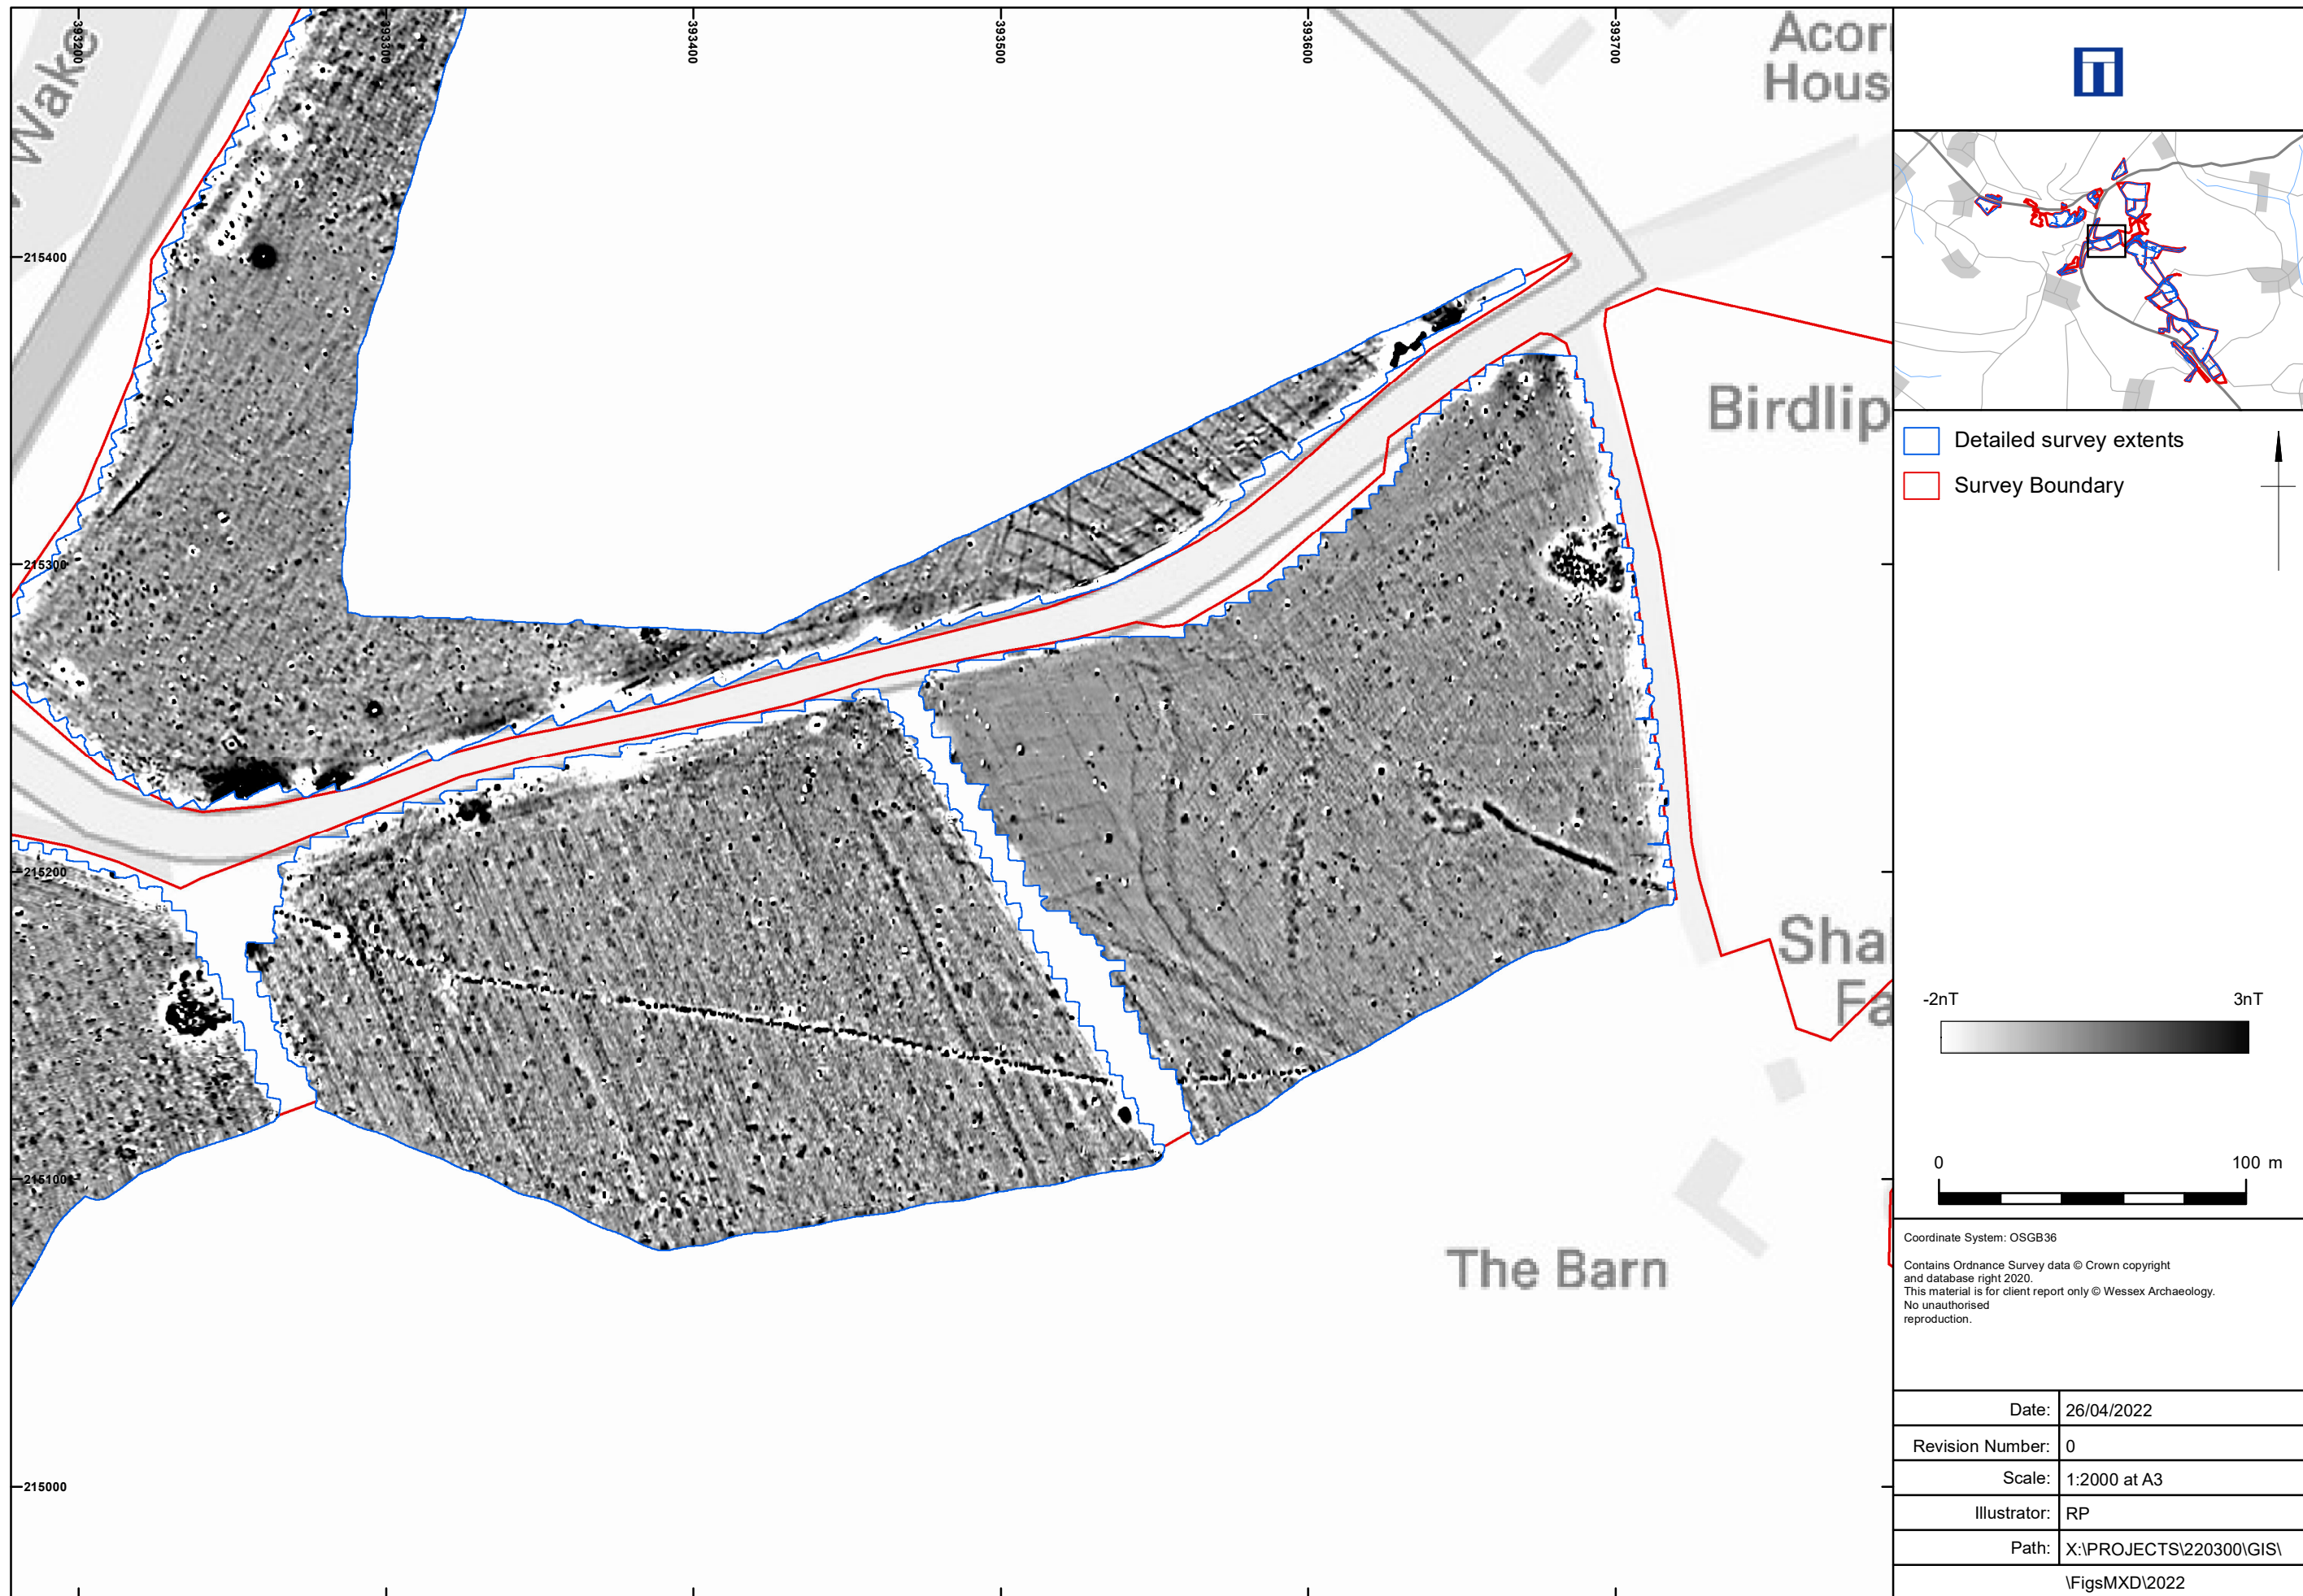 393200
393300
393400
393500
393600
393700
Wake
Acor
Hous
215400
Birdlip
215300
215200
Sha
Fa
215100
The Barn
215000
Detailed survey extents
Survey Boundary
-2nT 3nT
0 100 m
Coordinate System: OSGB36
Contains Ordnance Survey data © Crown copyright
and database right 2020.
This material is for client report only © Wessex Archaeology.
No unauthorised
reproduction.
Date: 26/04/2022
Revision Number: 0
Scale: 1:2000 at A3
Illustrator: RP
Path: X:\PROJECTS\220300\GIS\
\FigsMXD\2022